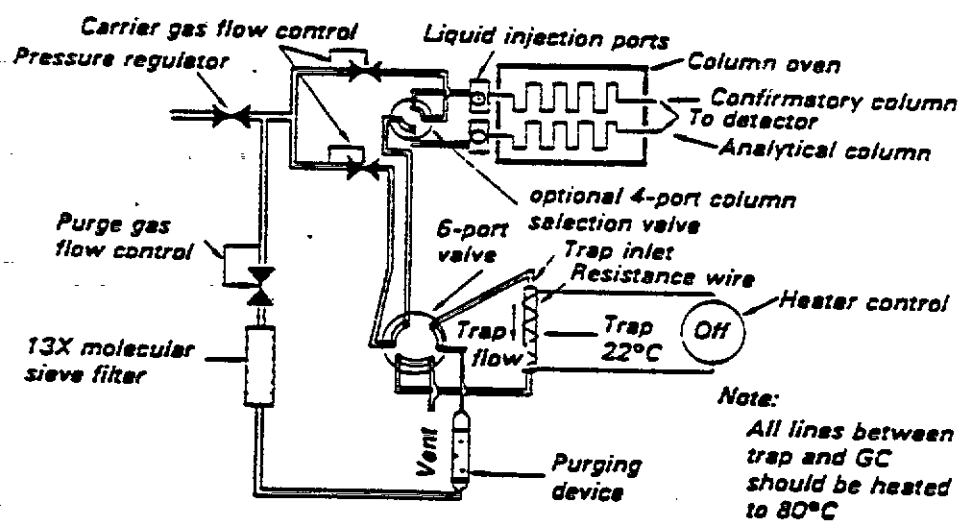 Carrier gas flow control
Pressure regulator
Liquid injection ports
Column oven
Confirmatory column
To detector
Analytical column
optional 4-port column
selection valve
Purge gas
flow control
6-port
valve
Trap inlet
Resistance wire
Heater control
Off
Trap
flow
Trap
22°C
13X molecular
sieve filter
Vent
Purging
device
Note:
All lines between
trap and GC
should be heated
to 80°C